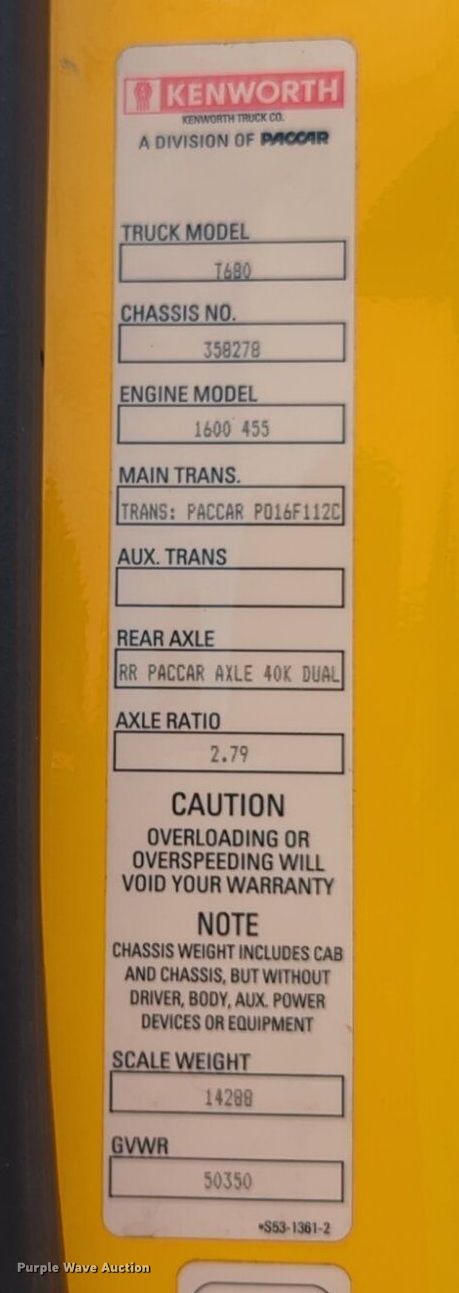 KENWORTH
KENWORTH TRUCK CO.
A DIVISION OF PACCAR
TRUCK MODEL
T680
CHASSIS NO.
358278
ENGINE MODEL
1600 455
MAIN TRANS.
TRANS: PACCAR PO16F112C
AUX. TRANS
REAR AXLE
RR PACCAR AXLE 40K DUAL
AXLE RATIO
2.79
CAUTION
OVERLOADING OR
OVERSPEEDING WILL
VOID YOUR WARRANTY
NOTE
CHASSIS WEIGHT INCLUDES CAB
AND CHASSIS, BUT WITHOUT
DRIVER, BODY, AUX. POWER
DEVICES OR EQUIPMENT
SCALE WEIGHT
14288
GVWR
50350
*S53-1361-2
Purple Wave Auction